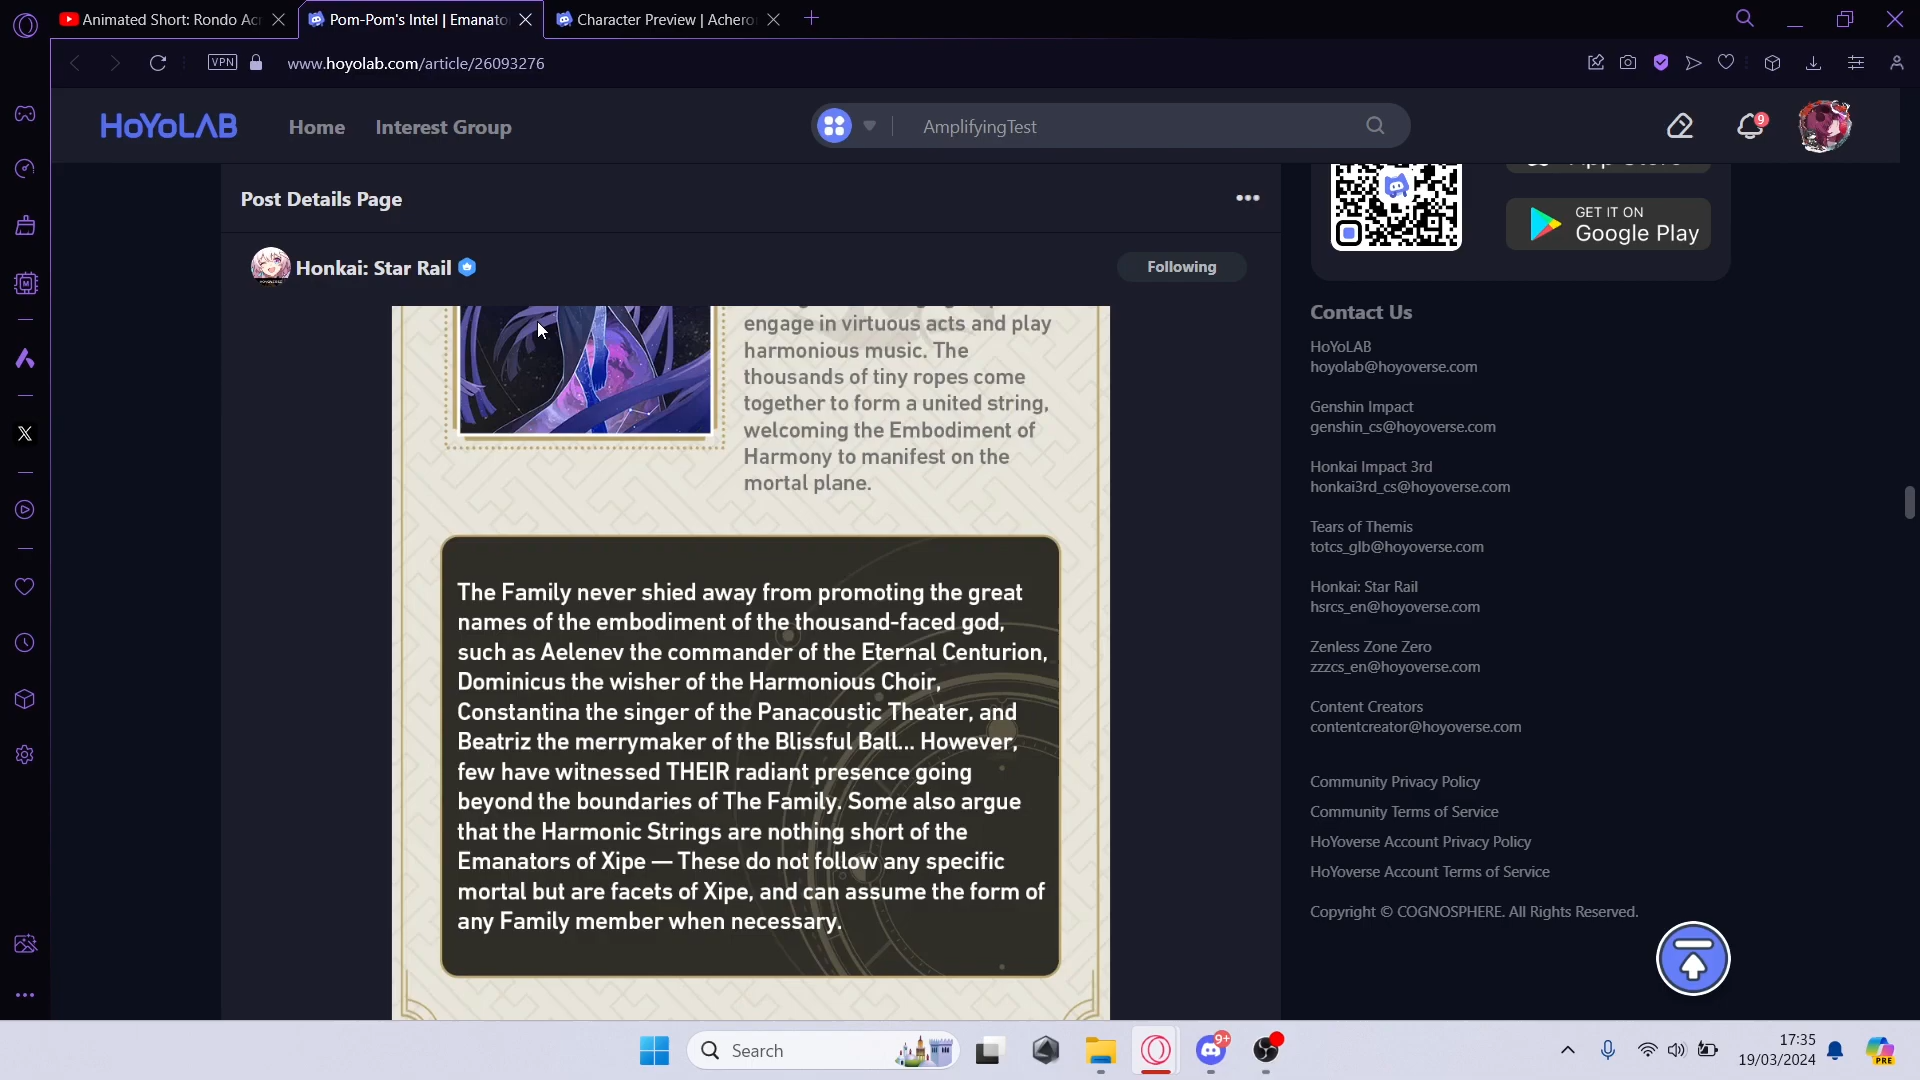 Animated Short: Rondo Ac
Pom-Pom's Intel | Emanato
Character Preview | Achero
VPN
www.hoyolab.com/article/26093276
HoYoLAB
Home
Interest Group
AmplifyingTest
9
Post Details Page
Honkai: Star Rail
Following
engage in virtuous acts and play
harmonious music. The
thousands of tiny ropes come
together to form a united string,
welcoming the Embodiment of
Harmony to manifest on the
mortal plane.
The Family never shied away from promoting the great
names of the embodiment of the thousand-faced god,
such as Aelenev the commander of the Eternal Centurion,
Dominicus the wisher of the Harmonious Choir,
Constantina the singer of the Panacoustic Theater, and
Beatriz the merrymaker of the Blissful Ball... However,
few have witnessed THEIR radiant presence going
beyond the boundaries of The Family. Some also argue
that the Harmonic Strings are nothing short of the
Emanators of Xipe — These do not follow any specific
mortal but are facets of Xipe, and can assume the form of
any Family member when necessary.
App Store
GET IT ON
Google Play
Contact Us
HoYoLAB
hoyolab@hoyoverse.com
Genshin Impact
genshin_cs@hoyoverse.com
Honkai Impact 3rd
honkai3rd_cs@hoyoverse.com
Tears of Themis
totcs_glb@hoyoverse.com
Honkai: Star Rail
hsrcs_en@hoyoverse.com
Zenless Zone Zero
zzzcs_en@hoyoverse.com
Content Creators
contentcreator@hoyoverse.com
Community Privacy Policy
Community Terms of Service
HoYoverse Account Privacy Policy
HoYoverse Account Terms of Service
Copyright © COGNOSPHERE. All Rights Reserved.
Search
9+
17:35
19/03/2024
PRE